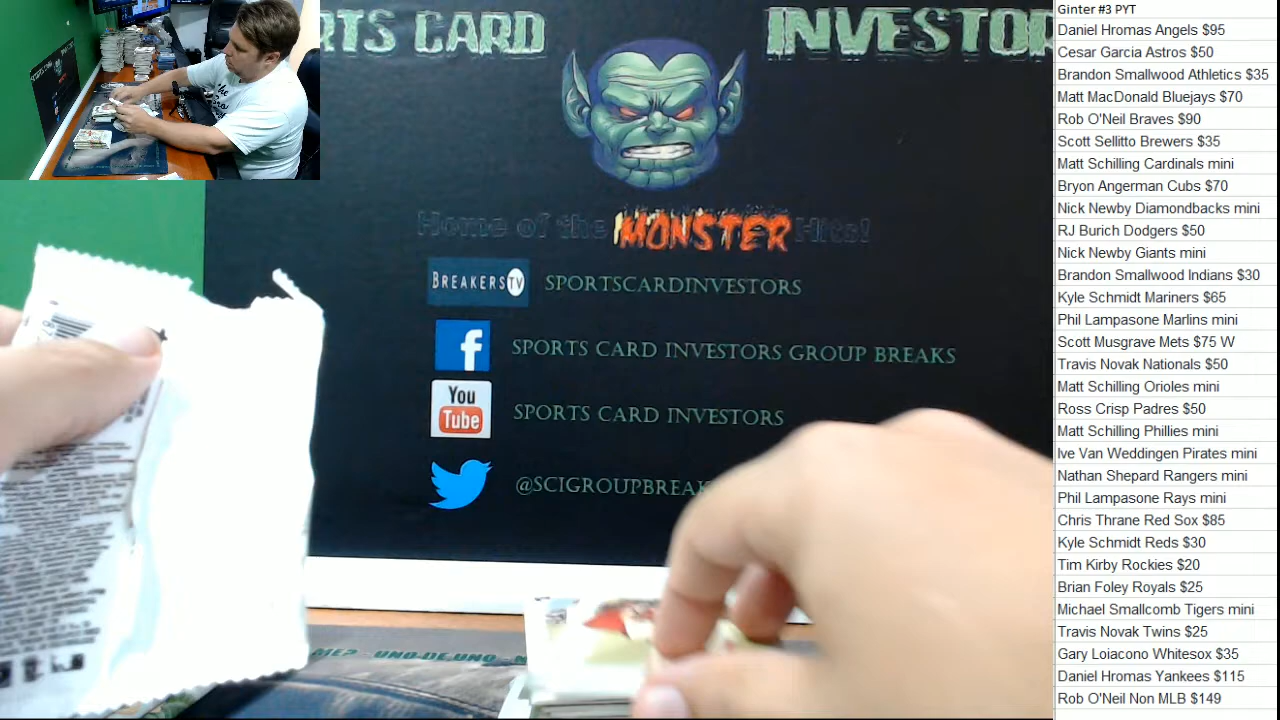 SPORTS CARD INVESTOR
Home of the MONSTER Hits!
BREAKERSTV SPORTSCARDINVESTORS
f SPORTS CARD INVESTORS GROUP BREAKS
You Tube SPORTS CARD INVESTORS
@SCIGROUPBREAK
ME? - UNO DE UNO -
Ginter #3 PYT
Daniel Hromas Angels $95
Cesar Garcia Astros $50
Brandon Smallwood Athletics $35
Matt MacDonald Bluejays $70
Rob O'Neil Braves $90
Scott Sellitto Brewers $35
Matt Schilling Cardinals mini
Bryon Angerman Cubs $70
Nick Newby Diamondbacks mini
RJ Burich Dodgers $50
Nick Newby Giants mini
Brandon Smallwood Indians $30
Kyle Schmidt Mariners $65
Phil Lampasone Marlins mini
Scott Musgrave Mets $75 W
Travis Novak Nationals $50
Matt Schilling Orioles mini
Ross Crisp Padres $50
Matt Schilling Phillies mini
Ive Van Weddingen Pirates mini
Nathan Shepard Rangers mini
Phil Lampasone Rays mini
Chris Thrane Red Sox $85
Kyle Schmidt Reds $30
Tim Kirby Rockies $20
Brian Foley Royals $25
Michael Smallcomb Tigers mini
Travis Novak Twins $25
Gary Loiacono Whitesox $35
Daniel Hromas Yankees $115
Rob O'Neil Non MLB $149